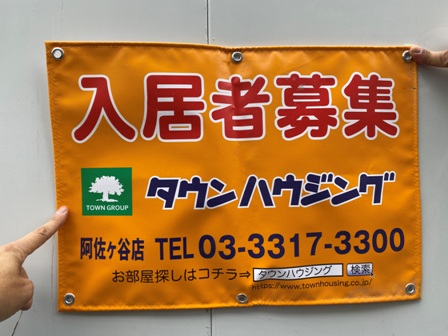 入居者募集
TOWN GROUP
タウンハウジング
阿佐ヶ谷店 TEL 03-3317-3300
お部屋探しはコチラ⇒ タウンハウジング 検索
https://www.townhousing.co.jp/